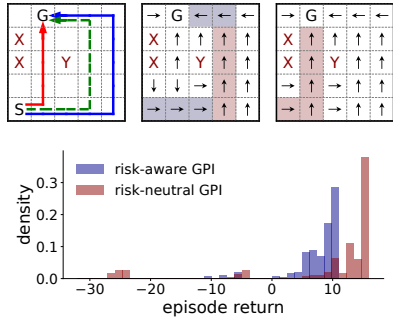 G
X
X Y
S
→ G ← ← ←
X ↑ ↑ ↑ ↑
X ↑ Y ↑ ↑
↓ ↓ → ↑ ↑
→ → → ↑ ↑
→ G ← ← ←
X ↑ ↑ ↑ ↑
X ↑ Y ↑ ↑
→ ↑ → ↑ ↑
→ ↑ → ↑ ↑
risk-aware GPI
risk-neutral GPI
density
0.3
0.2
0.1
0.0
−30 −20 −10 0 10
episode return